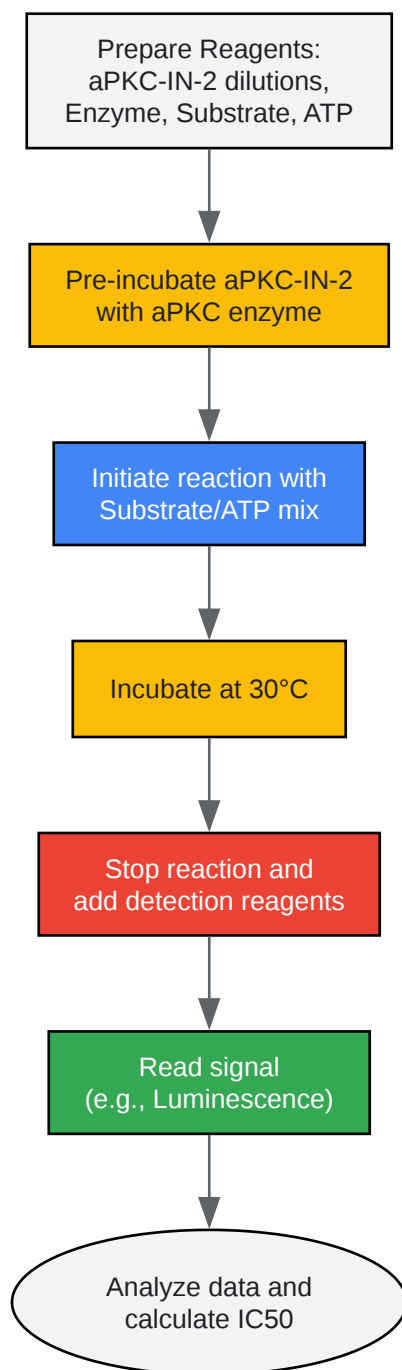 Prepare Reagents:
aPKC-IN-2 dilutions,
Enzyme, Substrate, ATP
Pre-incubate aPKC-IN-2
with aPKC enzyme
Initiate reaction with
Substrate/ATP mix
Incubate at 30°C
Stop reaction and
add detection reagents
Read signal
(e.g., Luminescence)
Analyze data and
calculate IC50